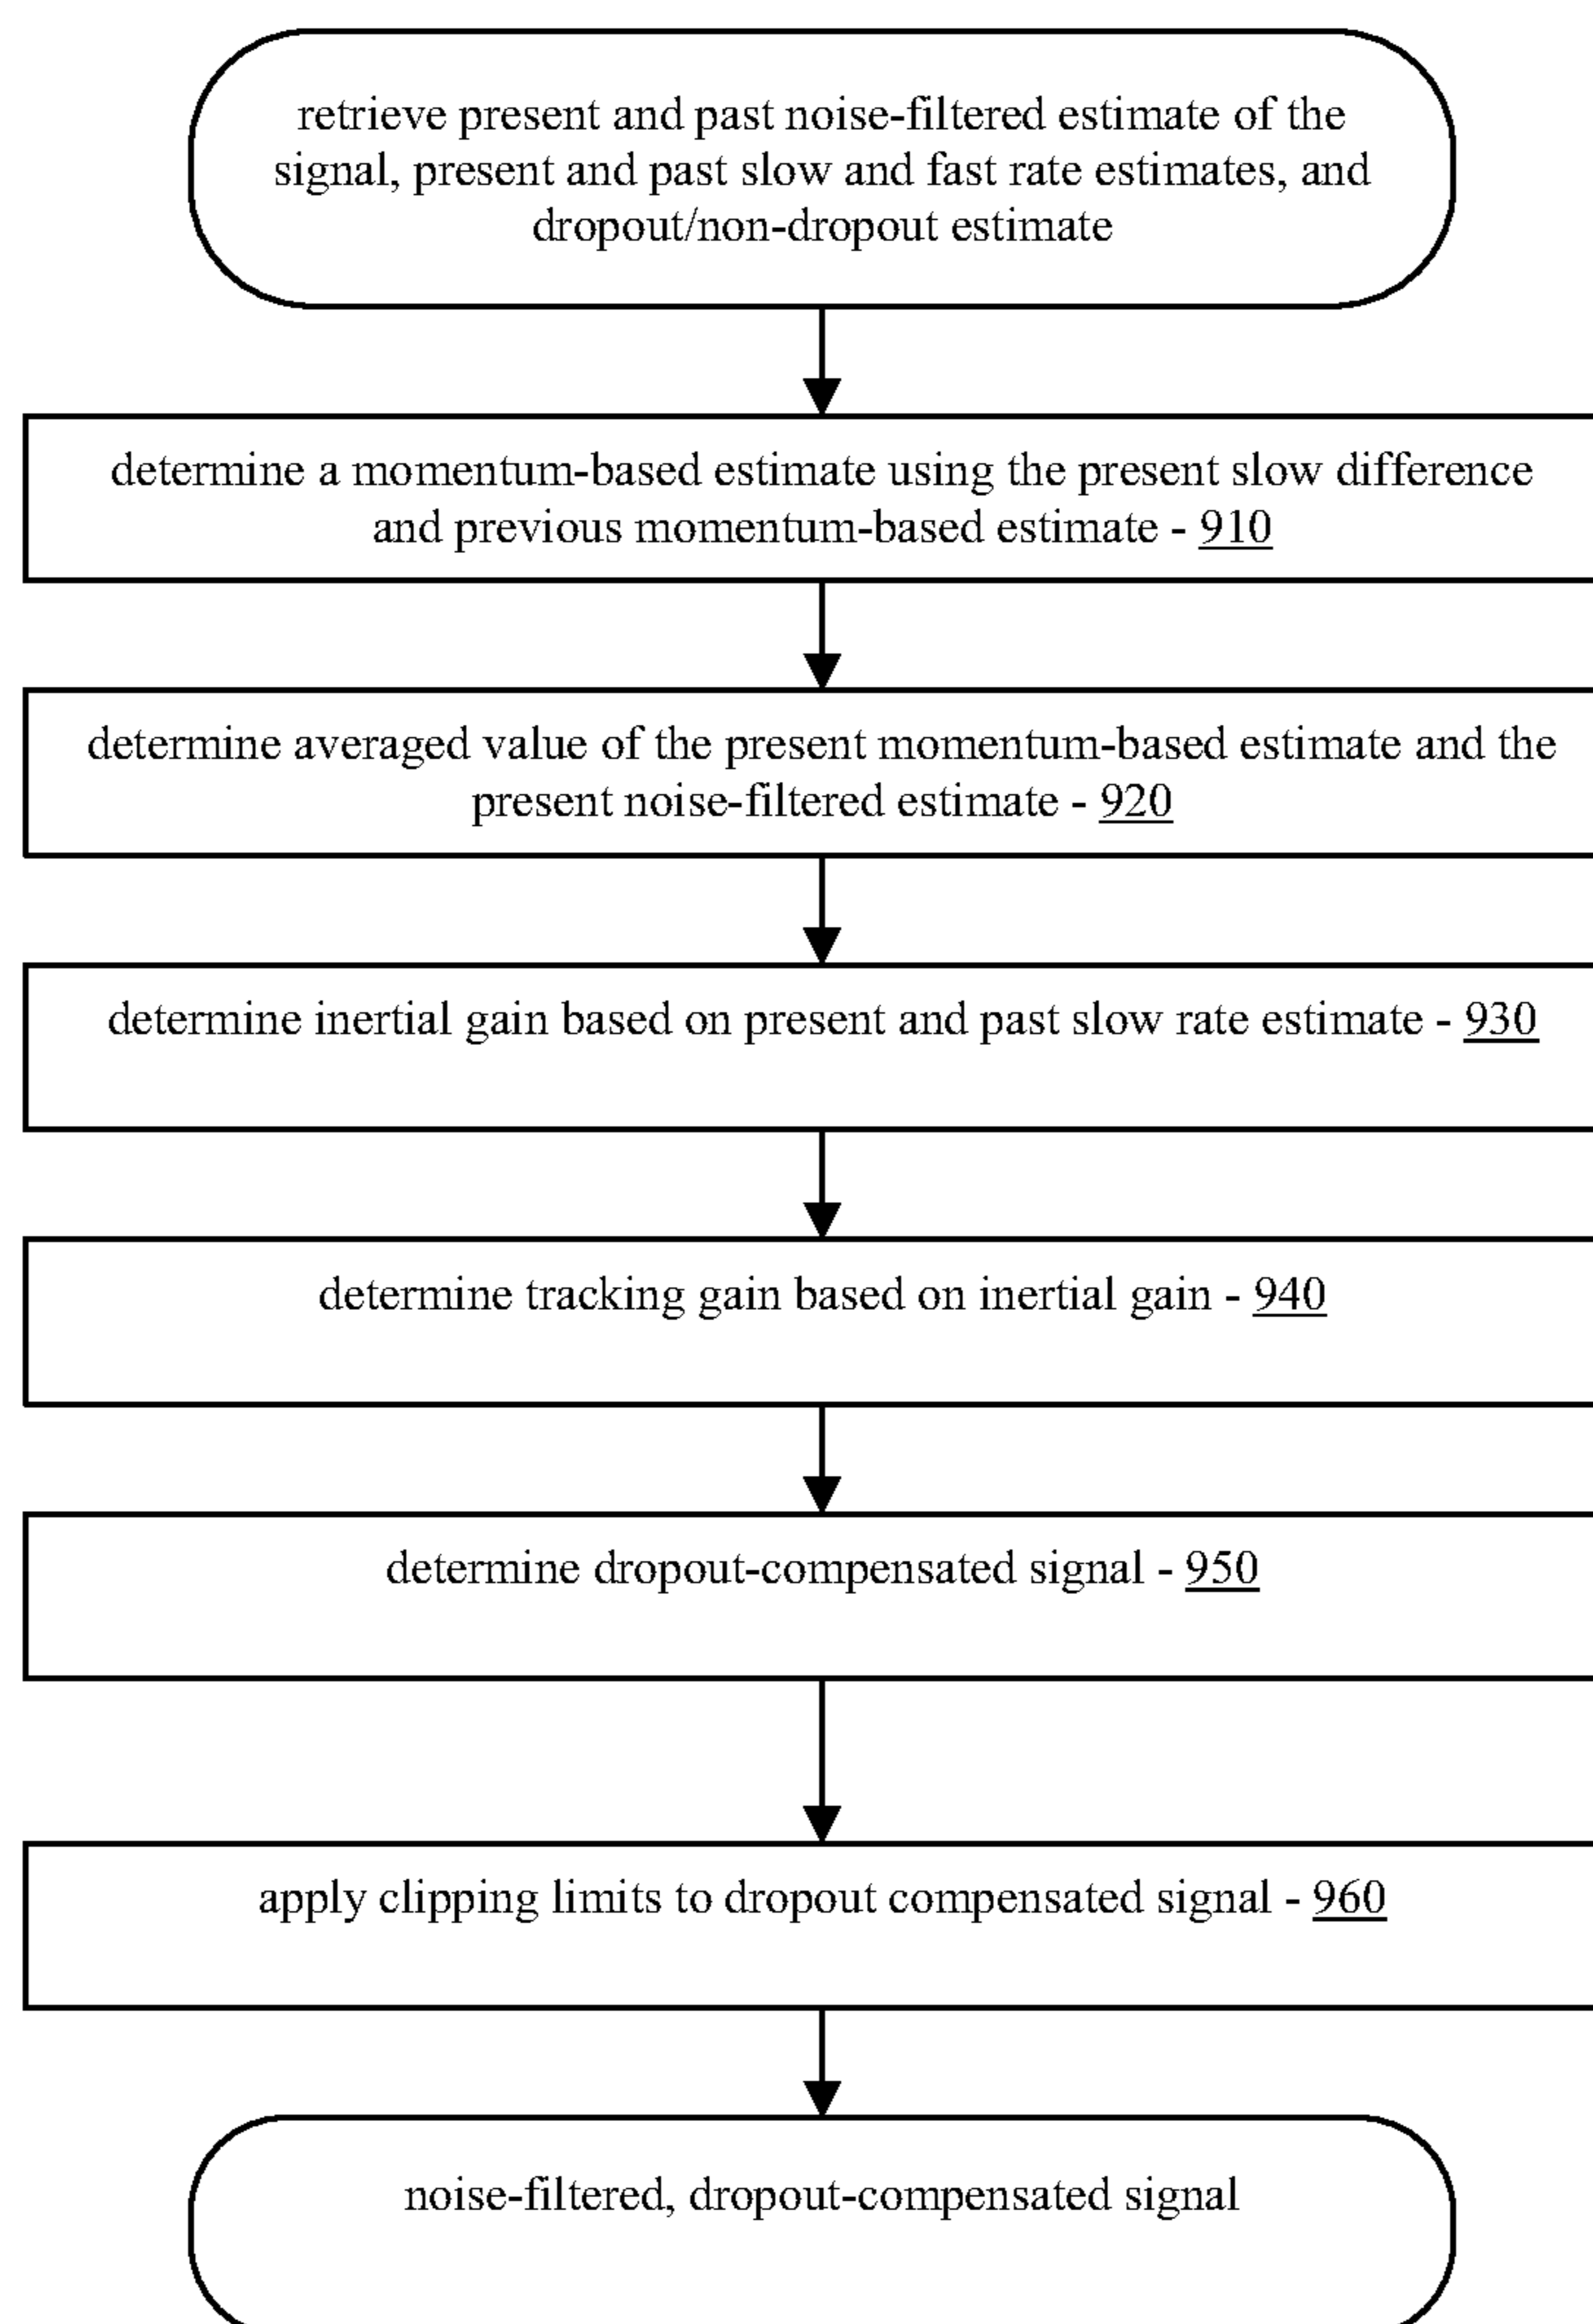 retrieve present and past noise-filtered estimate of the
signal, present and past slow and fast rate estimates, and
dropout/non-dropout estimate
determine a momentum-based estimate using the present slow difference
and previous momentum-based estimate - 910
determine averaged value of the present momentum-based estimate and the
present noise-filtered estimate - 920
determine inertial gain based on present and past slow rate estimate - 930
determine tracking gain based on inertial gain - 940
determine dropout-compensated signal - 950
apply clipping limits to dropout compensated signal - 960
noise-filtered, dropout-compensated signal